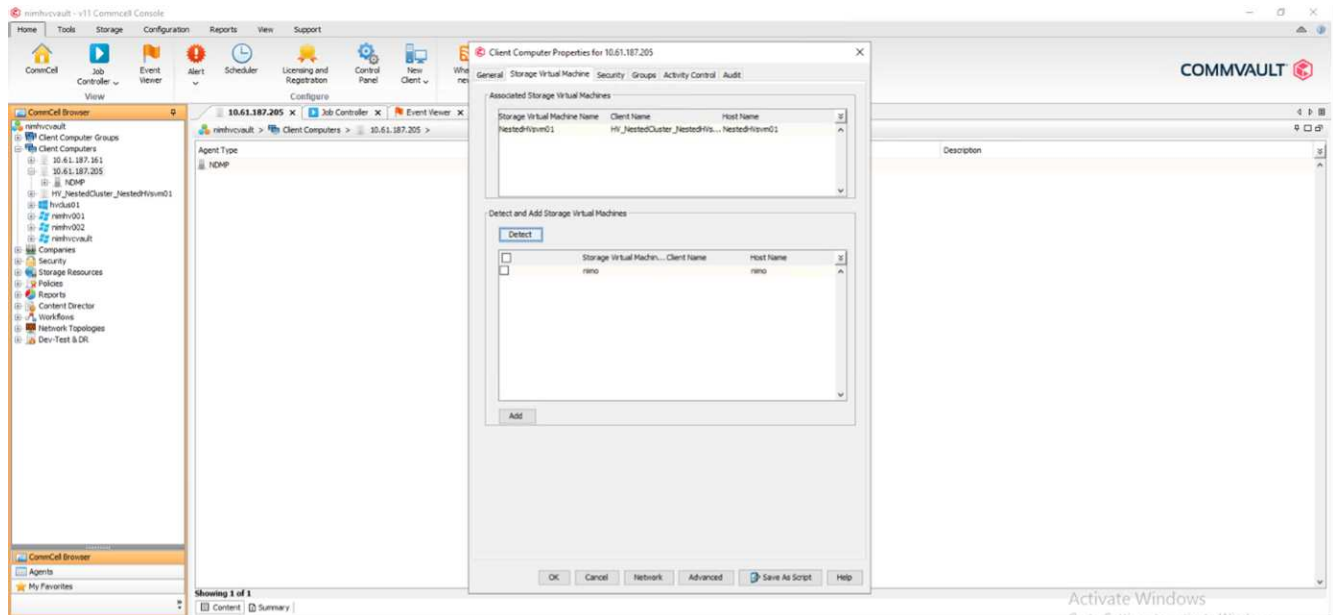 nimhvcvault - v11 Commcell Console
Home Tools Storage Configuration Reports View Support
CommCell
Job Controller
Event Viewer
View
Alert
Scheduler
Licensing and Registration
Control Panel
New Client
Configure
COMMVAULT
CommCell Browser
nimhvcvault
Client Computer Groups
Client Computers
10.61.187.161
10.61.187.205
NDMP
HV_NestedCluster_NestedHVsvm01
hvclus01
nimhv001
nimhv002
nimhvcvault
Companies
Security
Storage Resources
Policies
Reports
Content Director
Workflows
Network Topologies
Dev-Test & DR
CommCell Browser
Agents
My Favorites
10.61.187.205 Job Controller Event Viewer
nimhvcvault > Client Computers > 10.61.187.205 >
Agent Type
Description
NDMP
Showing 1 of 1
Content Summary
Client Computer Properties for 10.61.187.205
General Storage Virtual Machine Security Groups Activity Control Audit
Associated Storage Virtual Machines
Storage Virtual Machine Name Client Name Host Name
NestedHVsvm01 HV_NestedCluster_NestedHVs... NestedHVsvm01
Detect and Add Storage Virtual Machines
Detect
Storage Virtual Machin... Client Name Host Name
nimo nimo
Add
OK Cancel Network Advanced Save As Script Help
Activate Windows